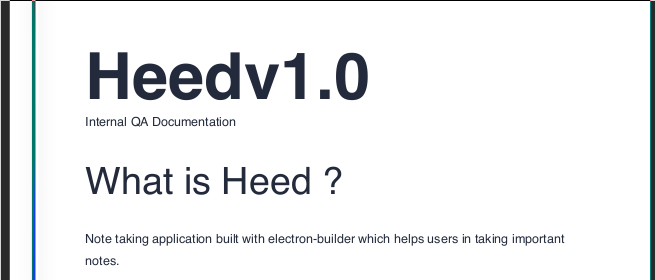 Heedv1.0
Internal QA Documentation
What is Heed ?
Note taking application built with electron-builder which helps users in taking important
notes.